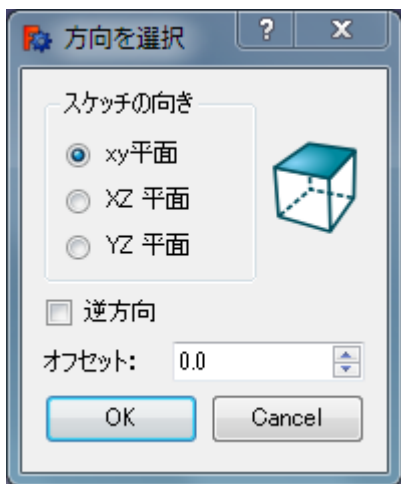 方向を選択
? X
スケッチの向き
xy平面
XZ 平面
YZ 平面
逆方向
オフセット: 0.0
OK Cancel